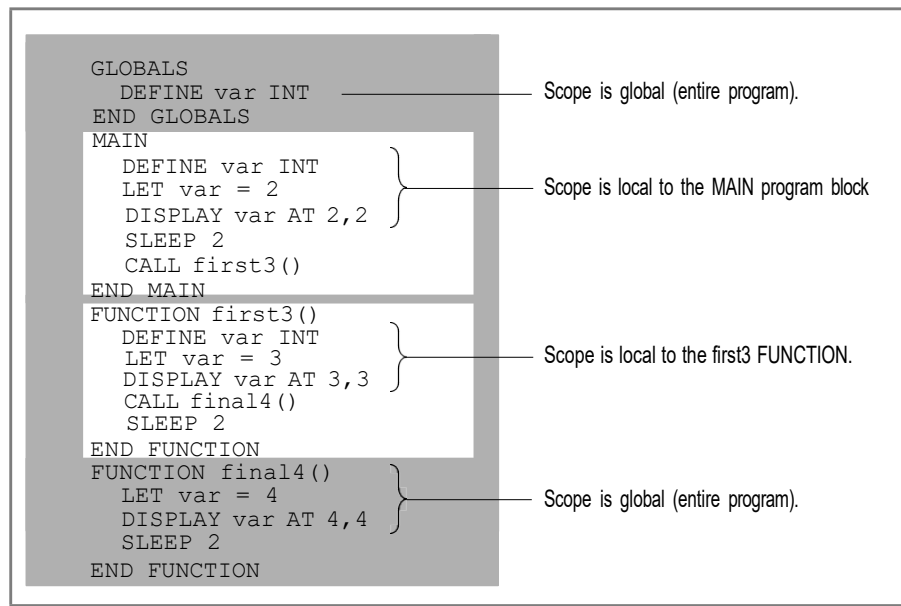 GLOBALS
DEFINE var INT
Scope is global (entire program).
END GLOBALS
MAIN
DEFINE var INT
LET var = 2
Scope is local to the MAIN program block
DISPLAY var AT 2,2
SLEEP 2
CALL first3()
END MAIN
FUNCTION first3()
DEFINE var INT
LET var = 3
Scope is local to the first3 FUNCTION.
DISPLAY var AT 3,3
CALL final4()
SLEEP 2
END FUNCTION
FUNCTION final4()
LET var = 4
Scope is global (entire program).
DISPLAY var AT 4,4
SLEEP 2
END FUNCTION